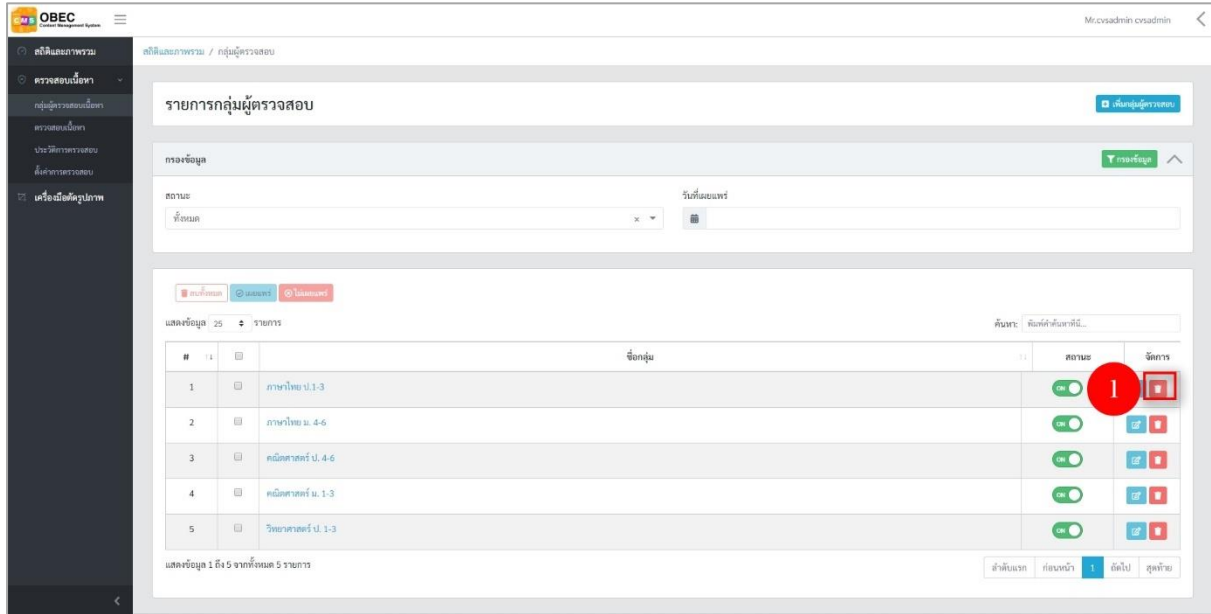 CMS OBEC
Content Management System
Mr.cvsadmin cvsadmin
สถิติและภาพรวม
สถิติและภาพรวม / กลุ่มผู้ตรวจสอบ
ตรวจสอบเนื้อหา
กลุ่มผู้ตรวจสอบเนื้อหา
ตรวจสอบเนื้อหา
ประวัติการตรวจสอบ
ตั้งค่าการตรวจสอบ
เครื่องมือตัดรูปภาพ
รายการกลุ่มผู้ตรวจสอบ
เพิ่มกลุ่มผู้ตรวจสอบ
กรองข้อมูล
กรองข้อมูล
สถานะ วันที่เผยแพร่
ทั้งหมด ×
ลบทั้งหมด เผยแพร่ ไม่เผยแพร่
แสดงข้อมูล 25 รายการ ค้นหา: พิมพ์คำค้นหาที่นี่...
# ชื่อกลุ่ม สถานะ จัดการ
1 ภาษาไทย ป.1-3 ON 1
2 ภาษาไทย ม. 4-6 ON
3 คณิตศาสตร์ ป. 4-6 ON
4 คณิตศาสตร์ ม. 1-3 ON
5 วิทยาศาสตร์ ป. 1-3 ON
แสดงข้อมูล 1 ถึง 5 จากทั้งหมด 5 รายการ
ลำดับแรก ก่อนหน้า 1 ถัดไป สุดท้าย